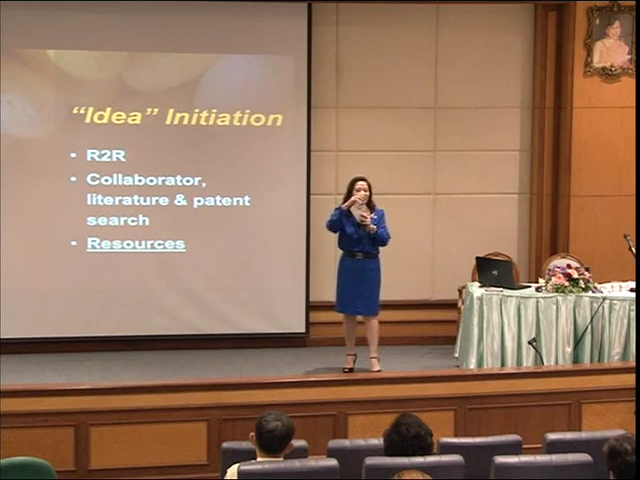 “Idea” Initiation
• R2R
• Collaborator,
literature & patent
search
• Resources